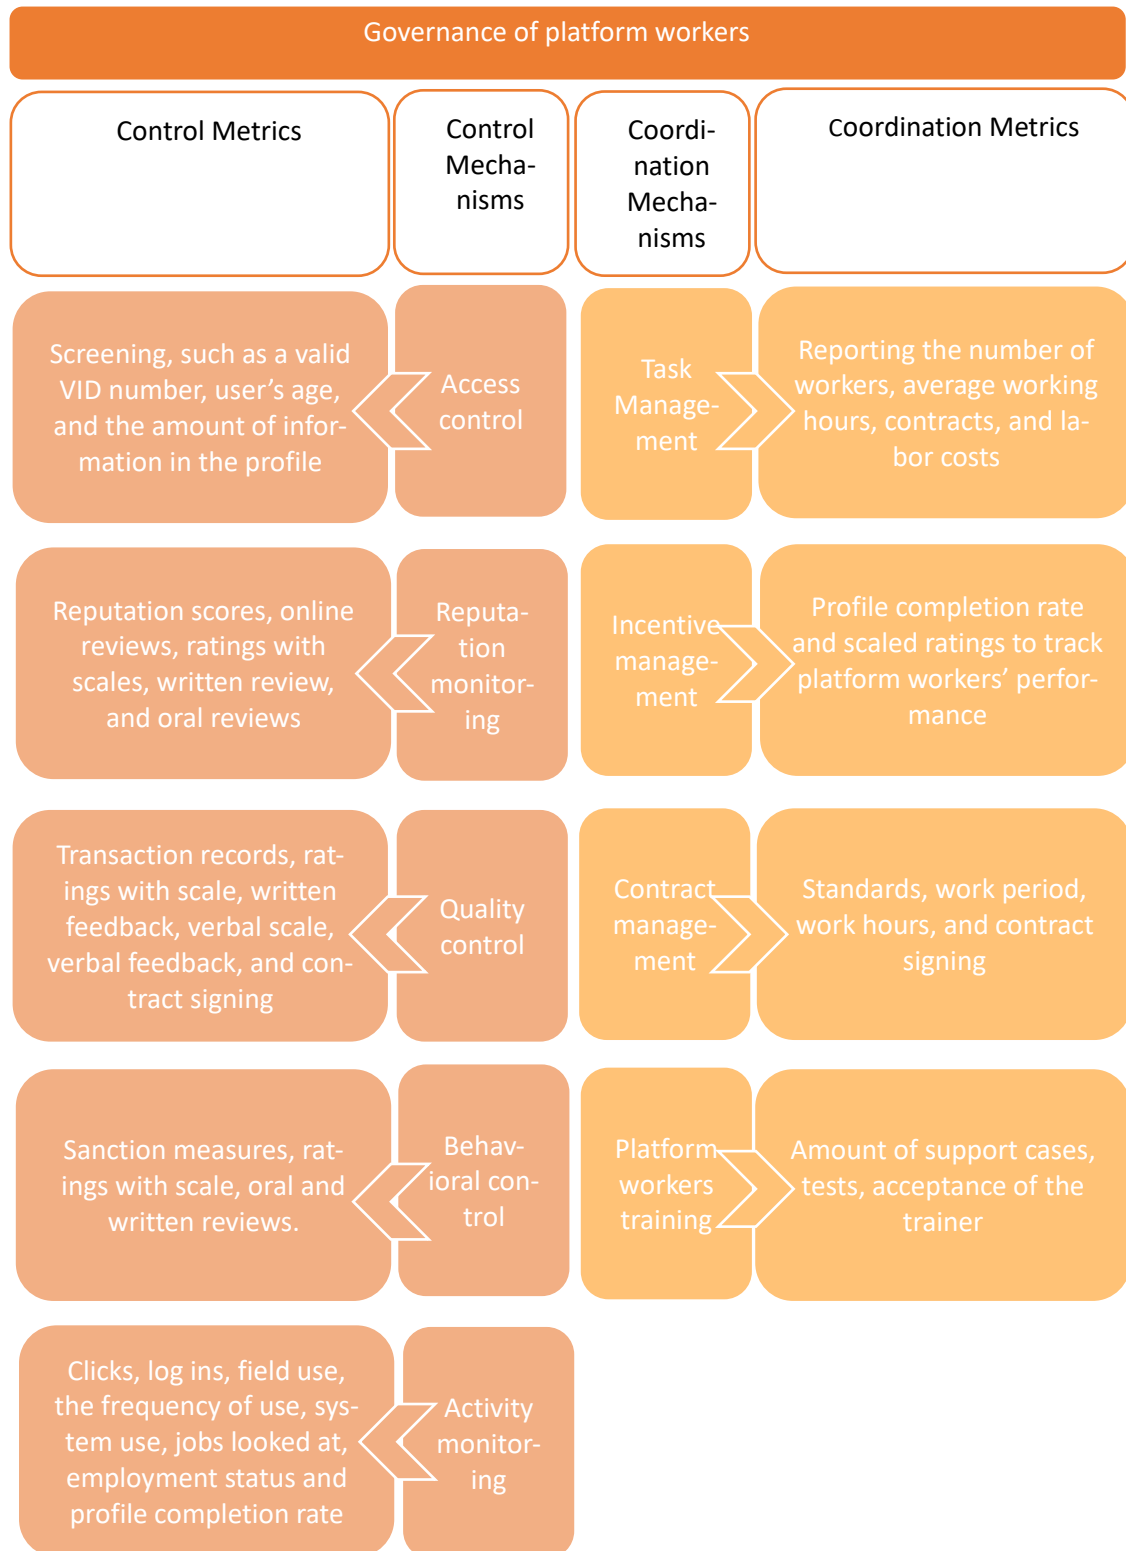 Governance of platform workers
Control Metrics
Control
Mecha-
nisms
Coordi-
nation
Mecha-
nisms
Coordination Metrics
Screening, such as a valid
VID number, user’s age,
and the amount of infor-
mation in the profile
Access
control
Task
Manage-
ment
Reporting the number of
workers, average working
hours, contracts, and la-
bor costs
Reputation scores, online
reviews, ratings with
scales, written review,
and oral reviews
Reputa-
tion
monitor-
ing
Incentive
manage-
ment
Profile completion rate
and scaled ratings to track
platform workers’ perfor-
mance
Transaction records, rat-
ings with scale, written
feedback, verbal scale,
verbal feedback, and con-
tract signing
Quality
control
Contract
manage-
ment
Standards, work period,
work hours, and contract
signing
Sanction measures, rat-
ings with scale, oral and
written reviews.
Behav-
ioral con-
trol
Platform
workers
training
Amount of support cases,
tests, acceptance of the
trainer
Clicks, log ins, field use,
the frequency of use, sys-
tem use, jobs looked at,
employment status and
profile completion rate
Activity
monitor-
ing